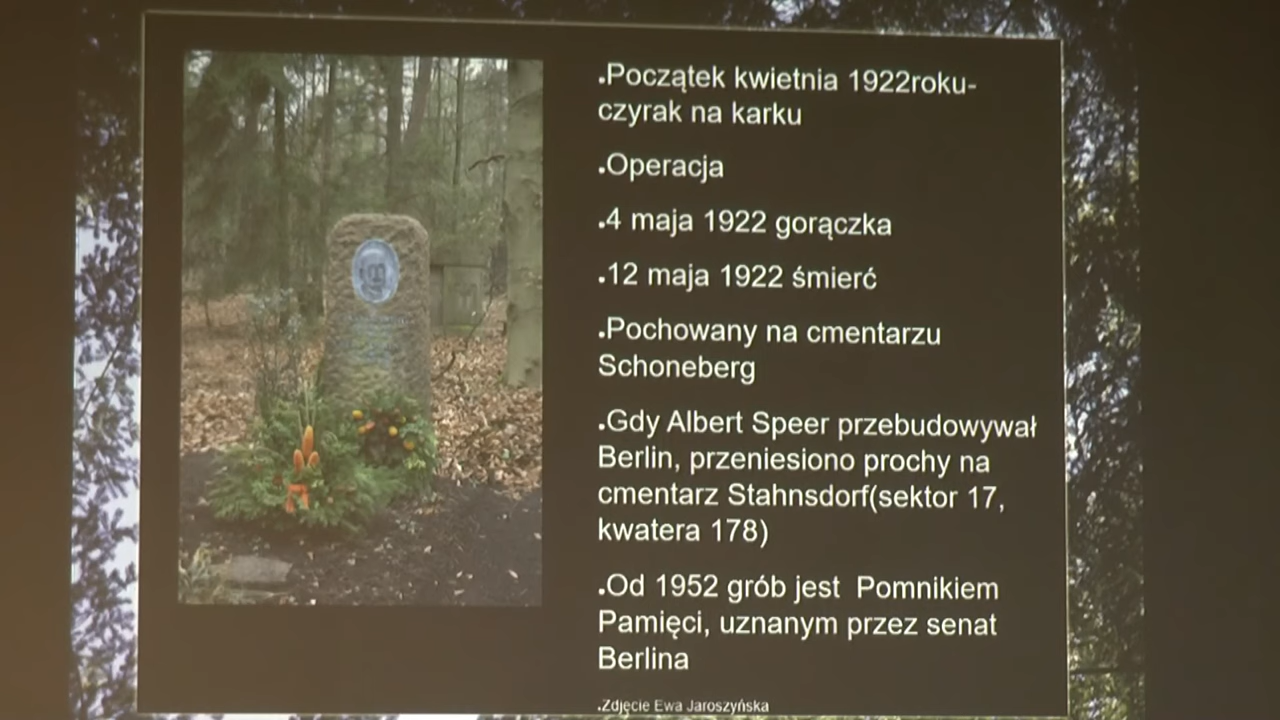 .Początek kwietnia 1922roku-
czyrak na karku
.Operacja
.4 maja 1922 gorączka
.12 maja 1922 śmierć
.Pochowany na cmentarzu
Schoneberg
.Gdy Albert Speer przebudowywał
Berlin, przeniesiono prochy na
cmentarz Stahnsdorf(sektor 17,
kwatera 178)
.Od 1952 grób jest  Pomnikiem
Pamięci, uznanym przez senat
Berlina
.Zdjęcie Ewa Jaroszyńska